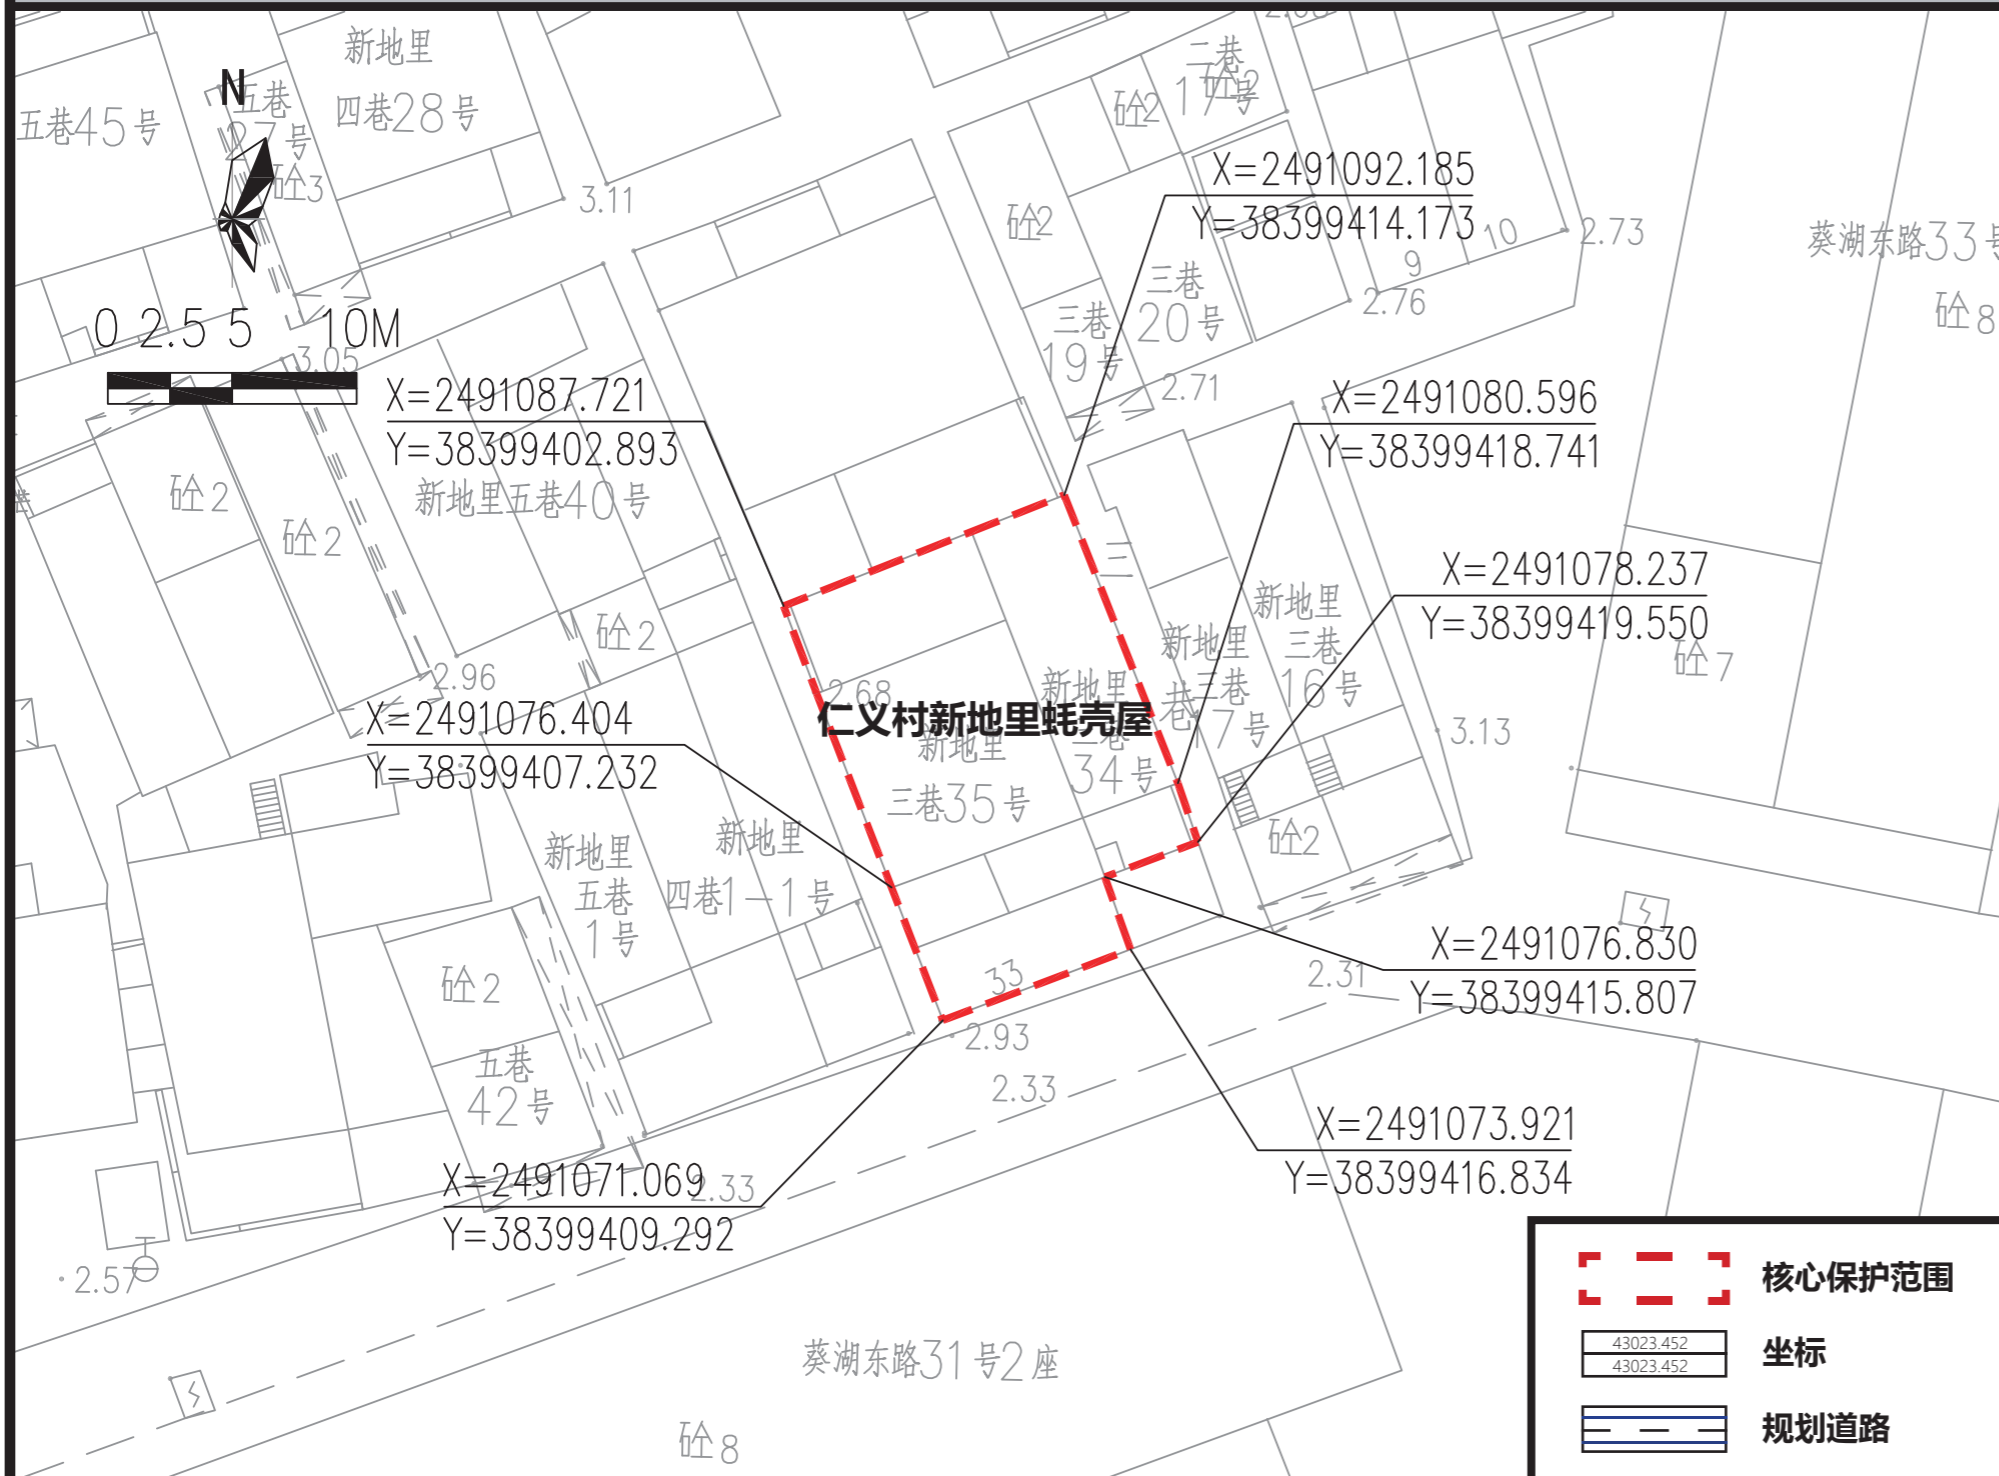 新地里
四巷28号
五巷45号
N
五巷
27号
砼3
3.11
二巷
17号
砼2
砼2
砼2
X=2491092.185
Y=38399414.173
10
9
2.73
2.76
葵湖东路33号
砼8
三巷
20号
三巷
19号
2.71
0 2.5 5 10M
3.05
X=2491087.721
Y=38399402.893
新地里五巷40号
X=2491080.596
Y=38399418.741
砼2
砼2
三
X=2491078.237
Y=38399419.550
砼7
新地里
三巷
16号
新地里
三巷
17号
巷
砼2
2.96
2.68
新地里
三巷
34号
仁义村新地里蚝壳屋
新地里
三巷35号
X=2491076.404
Y=38399407.232
3.13
新地里
五巷
1号
新地里
四巷1-1号
砼2
X=2491076.830
Y=38399415.807
砼2
33
2.31
2.93
2.33
五巷
42号
X=2491073.921
Y=38399416.834
X=2491071.069
Y=38399409.292
2.33
2.57
葵湖东路31号2座
砼8
核心保护范围
43023.452
43023.452
坐标
规划道路